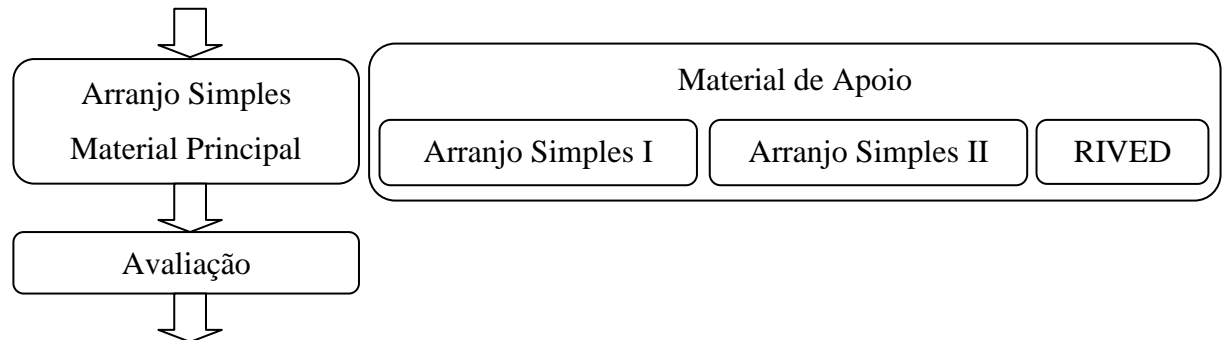 Arranjo Simples
Material Principal
Material de Apoio
Arranjo Simples I
Arranjo Simples II
RIVED
Avaliação